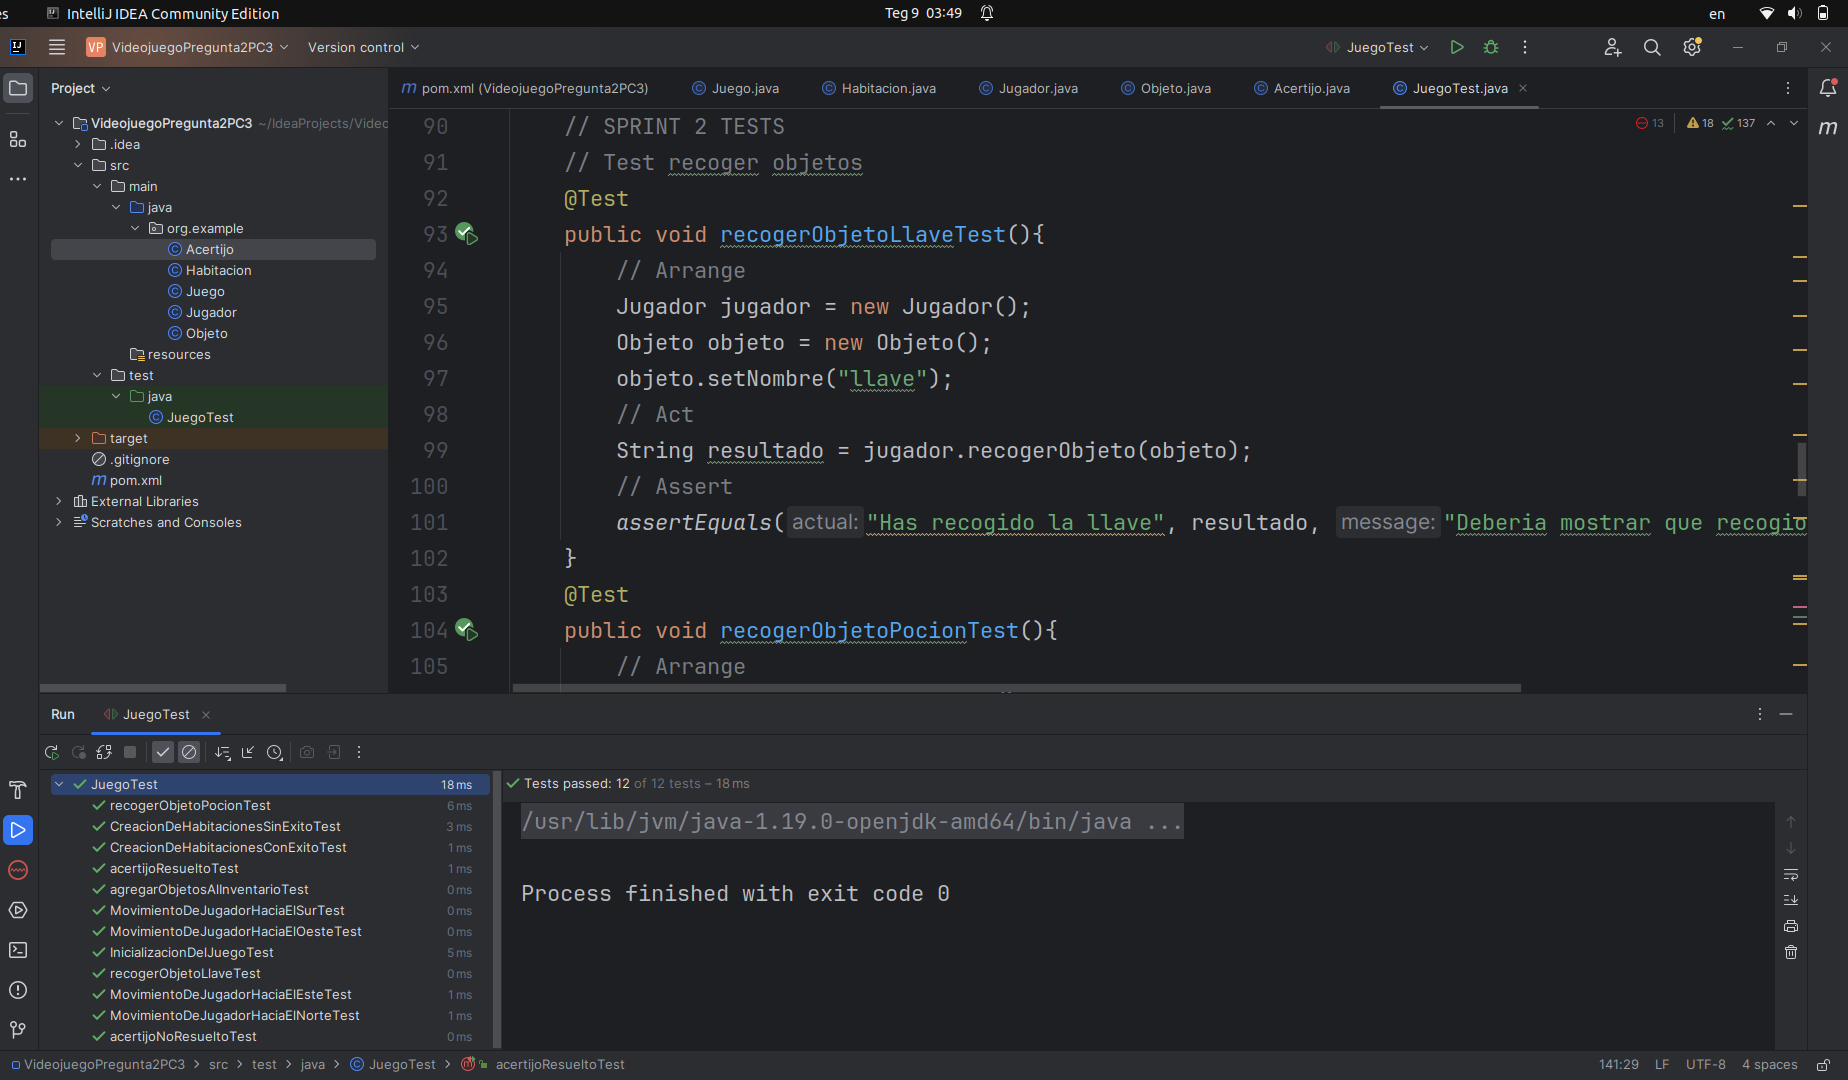 es
IntelliJ IDEA Community Edition
Teg 9 03:49
en
VP VideojuegoPregunta2PC3
Version control
JuegoTest
Project
pom.xml (VideojuegoPregunta2PC3)
Juego.java
Habitacion.java
Jugador.java
Objeto.java
Acertijo.java
JuegoTest.java
VideojuegoPregunta2PC3 ~/IdeaProjects/Videc
.idea
src
main
java
org.example
Acertijo
Habitacion
Juego
Jugador
Objeto
resources
test
java
JuegoTest
target
.gitignore
pom.xml
External Libraries
Scratches and Consoles
13 18 137
90 // SPRINT 2 TESTS
91 // Test recoger objetos
92 @Test
93 public void recogerObjetoLlaveTest(){
94 // Arrange
95 Jugador jugador = new Jugador();
96 Objeto objeto = new Objeto();
97 objeto.setNombre("llave");
98 // Act
99 String resultado = jugador.recogerObjeto(objeto);
100 // Assert
101 assertEquals( actual: "Has recogido la llave", resultado, message: "Deberia mostrar que recogio
102 }
103 @Test
104 public void recogerObjetoPocionTest(){
105 // Arrange
Run
JuegoTest
JuegoTest 18 ms
recogerObjetoPocionTest 6 ms
CreacionDeHabitacionesSinExitoTest 3 ms
CreacionDeHabitacionesConExitoTest 1 ms
acertijoResueltoTest 1 ms
agregarObjetosAlInventarioTest 0 ms
MovimientoDeJugadorHaciaElSurTest 0 ms
MovimientoDeJugadorHaciaElOesteTest 0 ms
InicializacionDelJuegoTest 5 ms
recogerObjetoLlaveTest 0 ms
MovimientoDeJugadorHaciaElEsteTest 1 ms
MovimientoDeJugadorHaciaElNorteTest 1 ms
acertijoNoResueltoTest 0 ms
Tests passed: 12 of 12 tests – 18 ms
/usr/lib/jvm/java-1.19.0-openjdk-amd64/bin/java ...
Process finished with exit code 0
VideojuegoPregunta2PC3 > src > test > java > JuegoTest > acertijoResueltoTest
141:29 LF UTF-8 4 spaces